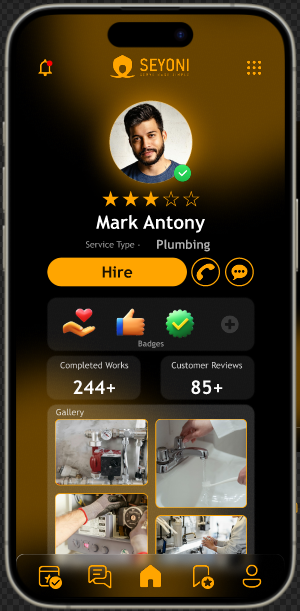 SEYONI
Mark Antony
Service Type - Plumbing
Hire
Badges
Completed Works
244+
Customer Reviews
85+
Gallery